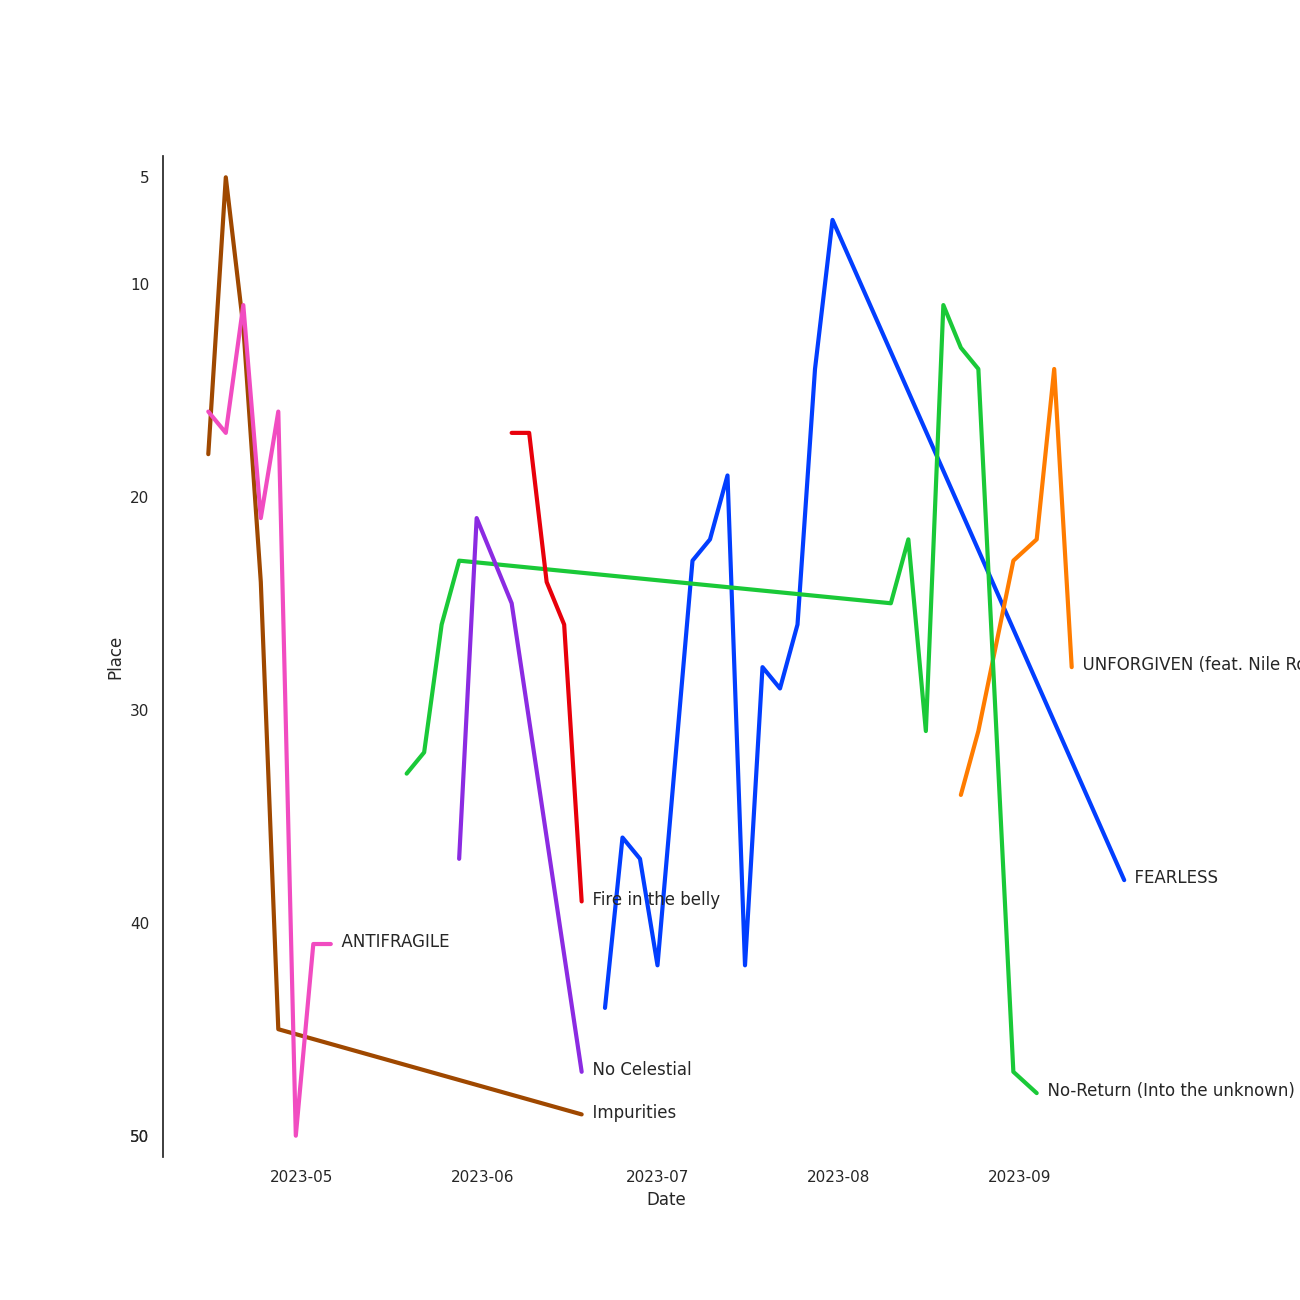 5
10
20
30
40
50
Place
UNFORGIVEN (feat. Nile
FEARLESS
Fire in the belly
ANTIFRAGILE
No Celestial
No-Return (Into the unknown)
Impurities
2023-05 2023-06 2023-07 2023-08 2023-09
Date